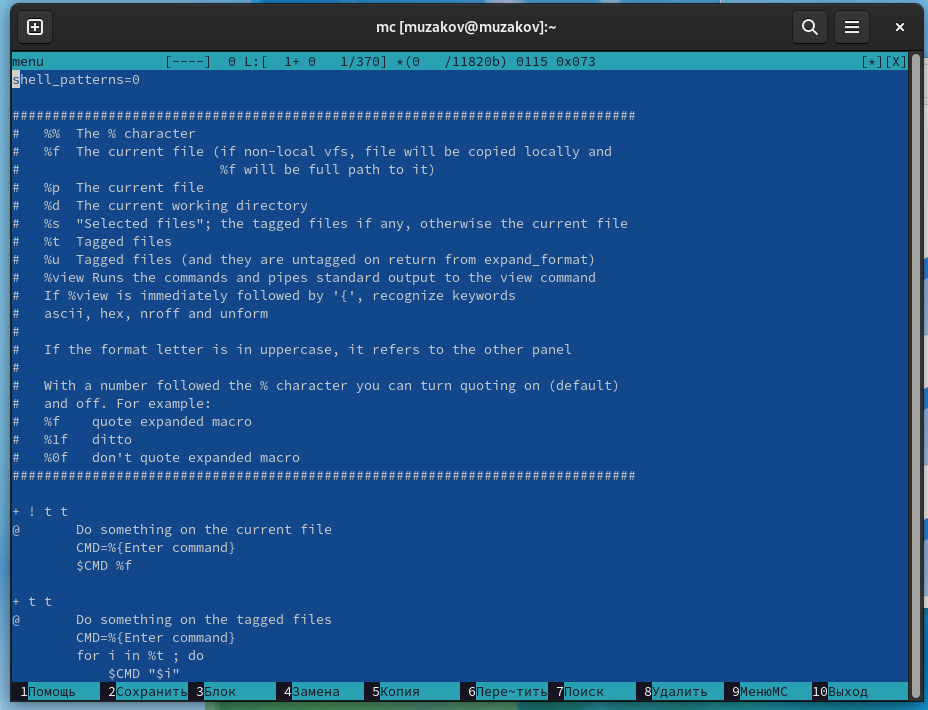 mc [muzakov@muzakov]:~
menu                   [----]  0 L:[  1+ 0   1/370] *(0   /11820b) 0115 0x073                                 [*][X]
shell_patterns=0
##############################################################################
#   %%  The % character
#   %f  The current file (if non-local vfs, file will be copied locally and
#                         %f will be full path to it)
#   %p  The current file
#   %d  The current working directory
#   %s  "Selected files"; the tagged files if any, otherwise the current file
#   %t  Tagged files
#   %u  Tagged files (and they are untagged on return from expand_format)
#   %view Runs the commands and pipes standard output to the view command
#   If %view is immediately followed by '{', recognize keywords
#   ascii, hex, nroff and unform
#
#   If the format letter is in uppercase, it refers to the other panel
#
#   With a number followed the % character you can turn quoting on (default)
#   and off. For example:
#   %f    quote expanded macro
#   %1f   ditto
#   %0f   don't quote expanded macro
##############################################################################
+ ! t t
@       Do something on the current file
        CMD=%{Enter command}
        $CMD %f
+ t t
@       Do something on the tagged files
        CMD=%{Enter command}
        for i in %t ; do
            $CMD "$i"
1Помощь 2Сохранить 3Блок 4Замена 5Копия 6Пере~тить 7Поиск 8Удалить 9МенюMC 10Выход